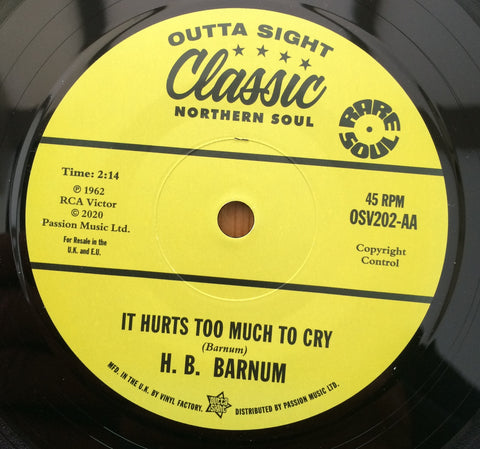 OUTTA SIGHT
Classic
NORTHERN SOUL
RARE SOUL
Time: 2:14
℗ 1962
RCA Victor
© 2020
Passion Music Ltd.
For Resale in the
U.K. and E.U.
45 RPM
OSV202-AA
Copyright
Control
IT HURTS TOO MUCH TO CRY
(Barnum)
H. B. BARNUM
MFD. IN THE U.K. BY VINYL FACTORY.
outta sight
DISTRIBUTED BY PASSION MUSIC LTD.